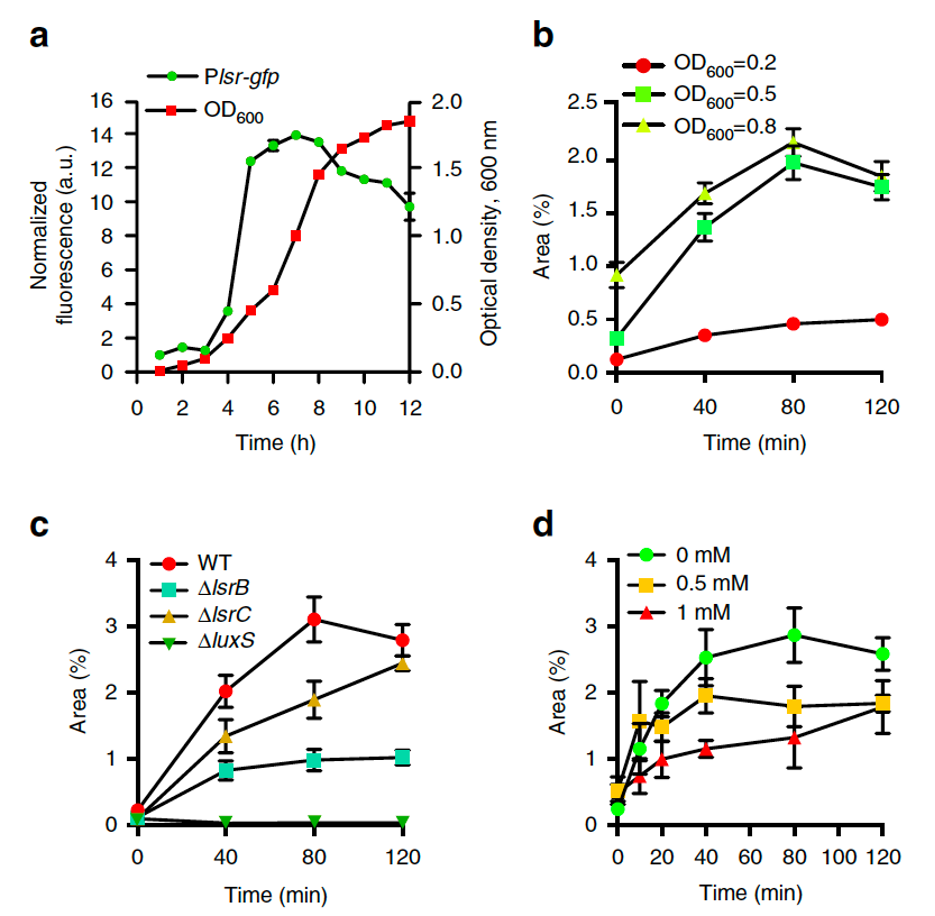 a
Plsr-gfp
OD600
16
14
12
10
8
6
4
2
0
2.0
1.5
1.0
0.5
0.0
Normalized
fluorescence (a.u.)
Optical density, 600 nm
0 2 4 6 8 10 12
Time (h)
b
OD600=0.2
OD600=0.5
OD600=0.8
2.5
2.0
1.5
1.0
0.5
0.0
Area (%)
0 40 80 120
Time (min)
c
WT
ΔlsrB
ΔlsrC
ΔluxS
4
3
2
1
0
Area (%)
0 40 80 120
Time (min)
d
0 mM
0.5 mM
1 mM
4
3
2
1
0
Area (%)
0 20 40 60 80 100 120
Time (min)